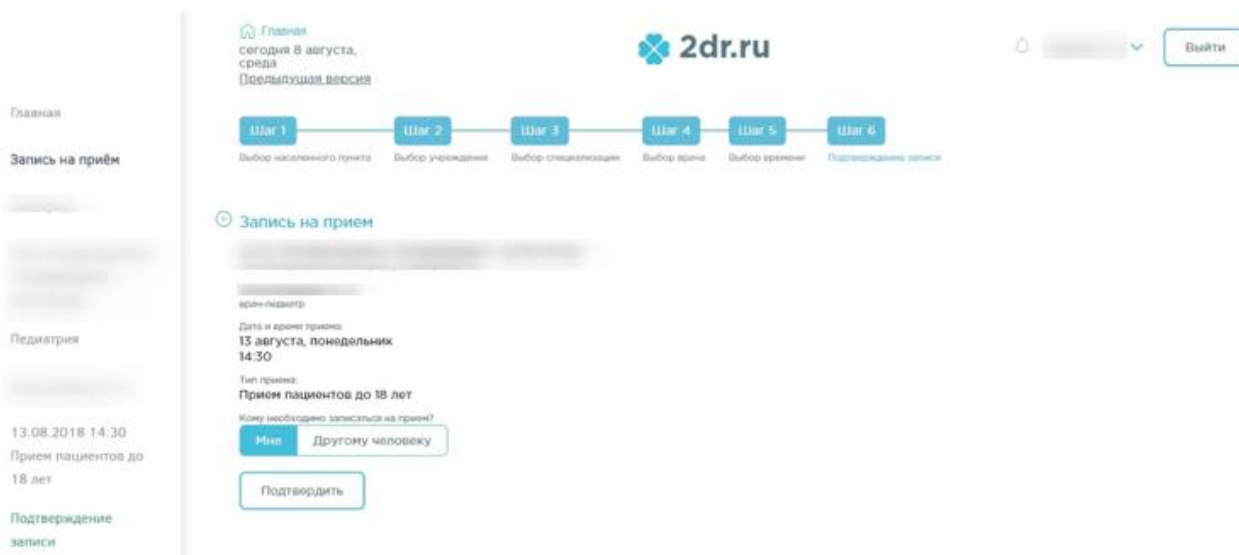 Главная
сегодня 8 августа,
среда
Предыдущая версия
2dr.ru
Выйти
Главная
Запись на приём
Педиатрия
13.08.2018 14:30
Прием пациентов до
18 лет
Подтверждение
записи
Шаг 1
Шаг 2
Шаг 3
Шаг 4
Шаг 5
Шаг 6
Выбор населенного пункта
Выбор учреждения
Выбор специализации
Выбор врача
Выбор времени
Подтверждение записи
Запись на прием
врач-педиатр
Дата и время приема:
13 августа, понедельник
14:30
Тип приема:
Прием пациентов до 18 лет
Кому необходимо записаться на прием?
Мне
Другому человеку
Подтвердить